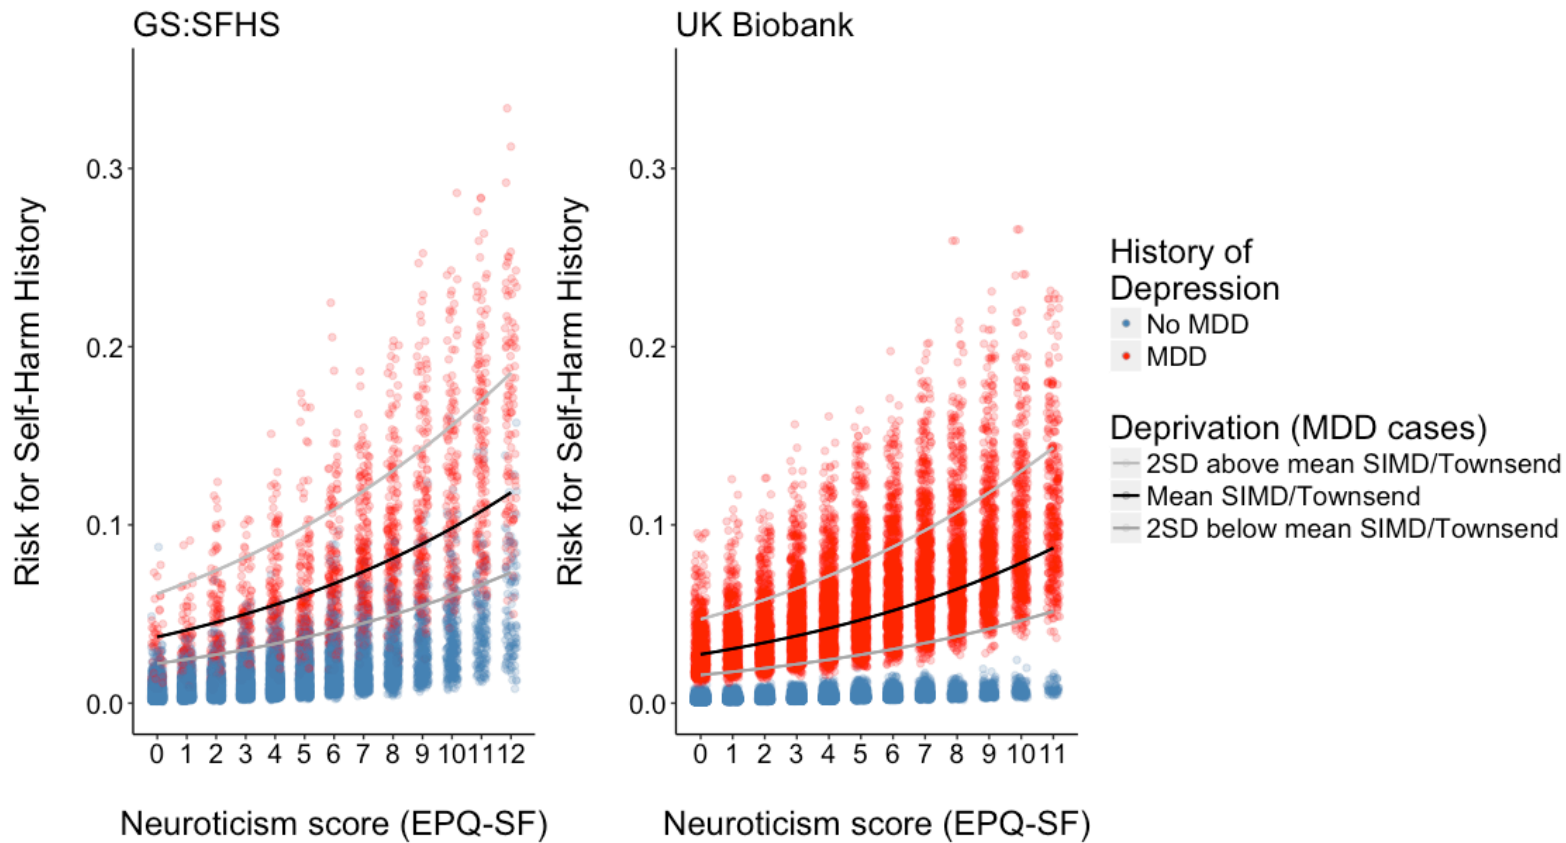 GS:SFHS
Risk for Self-Harm History
0.3
0.2
0.1
0.0
0 1 2 3 4 5 6 7 8 9 10 11 12
Neuroticism score (EPQ-SF)
UK Biobank
Risk for Self-Harm History
0.3
0.2
0.1
0.0
0 1 2 3 4 5 6 7 8 9 10 11
Neuroticism score (EPQ-SF)
History of
Depression
No MDD
MDD
Deprivation (MDD cases)
2SD above mean SIMD/Townsend
Mean SIMD/Townsend
2SD below mean SIMD/Townsend